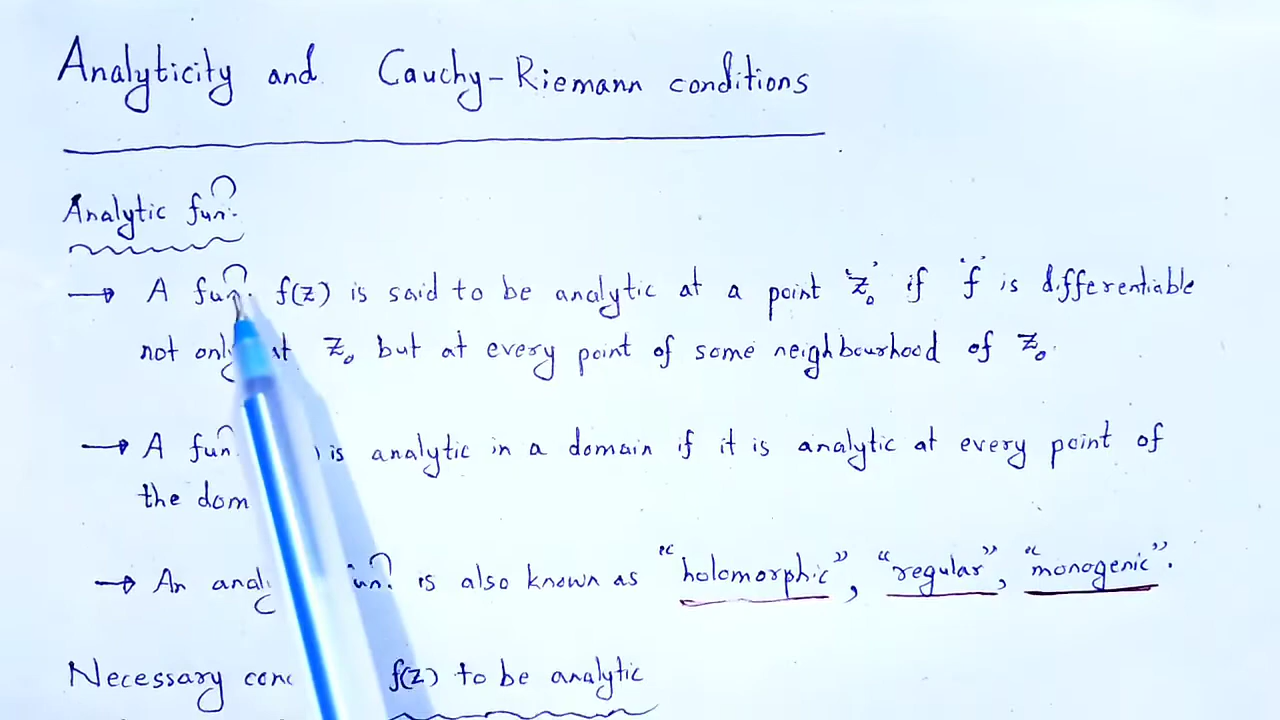 Analyticity and Cauchy-Riemann conditions
Analytic fun.
→ A fun. f(z) is said to be analytic at a point 'z₀' if 'f' is differentiable
not only at z₀ but at every point of some neighbourhood of z₀.
→ A fun is analytic in a domain if it is analytic at every point of
the dom
→ An analy fun. is also known as "holomorphic", "regular", "monogenic".
Necessary con f(z) to be analytic